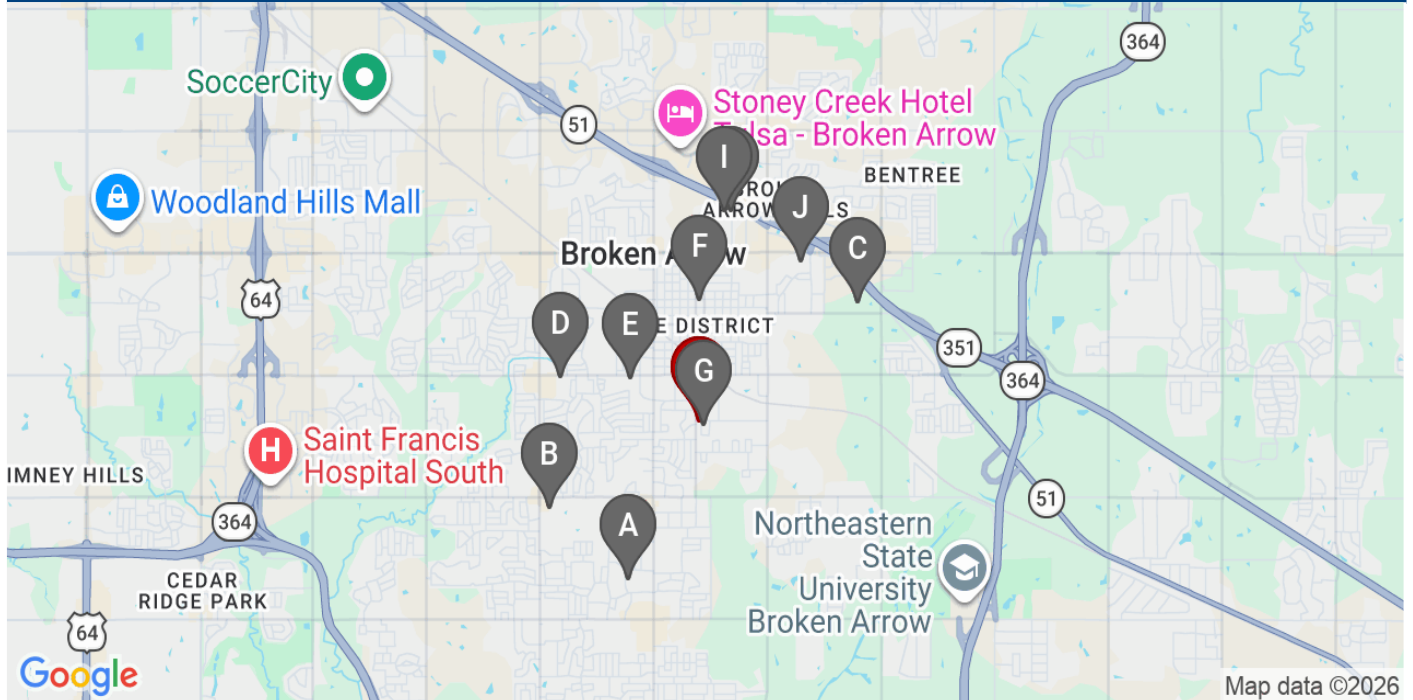 364
SoccerCity
51
Stoney Creek Hotel
Tulsa - Broken Arrow
I
BENTREE
Woodland Hills Mall
ARROW
J
Broken Arrow
F
C
64
D
E
DISTRICT
351
G
364
Saint Francis
Hospital South
H
B
IMNEY HILLS
51
364
A
Northeastern
State
University
Broken Arrow
CEDAR
RIDGE PARK
64
Google
Map data ©2026